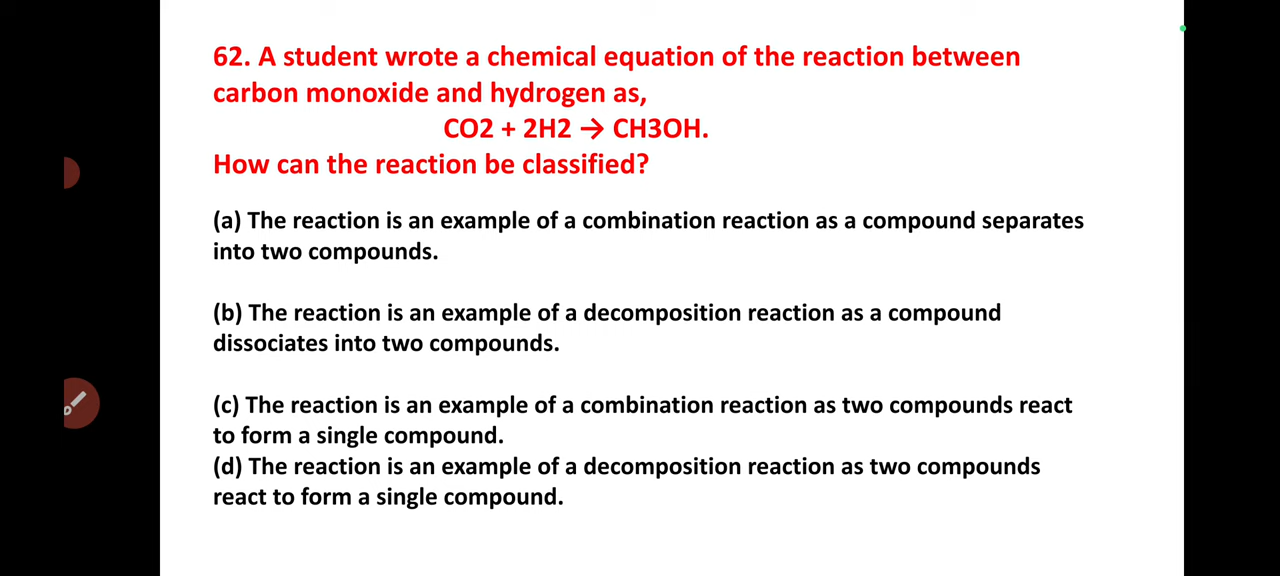 62. A student wrote a chemical equation of the reaction between
carbon monoxide and hydrogen as,
CO2 + 2H2 → CH3OH.
How can the reaction be classified?
(a) The reaction is an example of a combination reaction as a compound separates
into two compounds.
(b) The reaction is an example of a decomposition reaction as a compound
dissociates into two compounds.
(c) The reaction is an example of a combination reaction as two compounds react
to form a single compound.
(d) The reaction is an example of a decomposition reaction as two compounds
react to form a single compound.